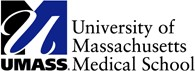 UMASS.
University of
Massachusetts
Medical School